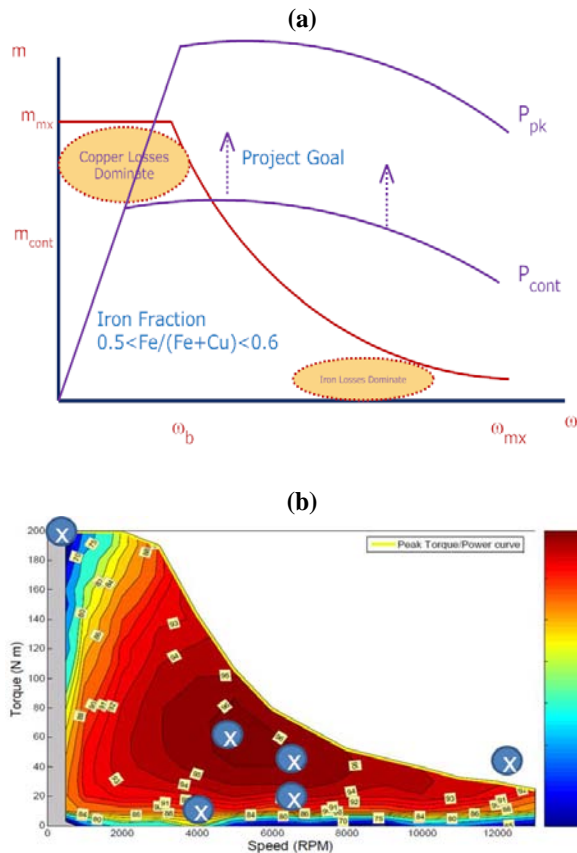 (a)
m
m_mx
P_pk
Copper Losses
Dominate
Project Goal
m_cont
P_cont
Iron Fraction
0.5<Fe/(Fe+Cu)<0.6
Iron Losses Dominate
ω_b
ω_mx
ω
(b)
Peak Torque/Power curve
Torque (N m)
200
180
160
140
120
100
80
60
40
20
0
X
X
X
X
X
X
0
2000
4000
6000
8000
10000
12000
Speed (RPM)